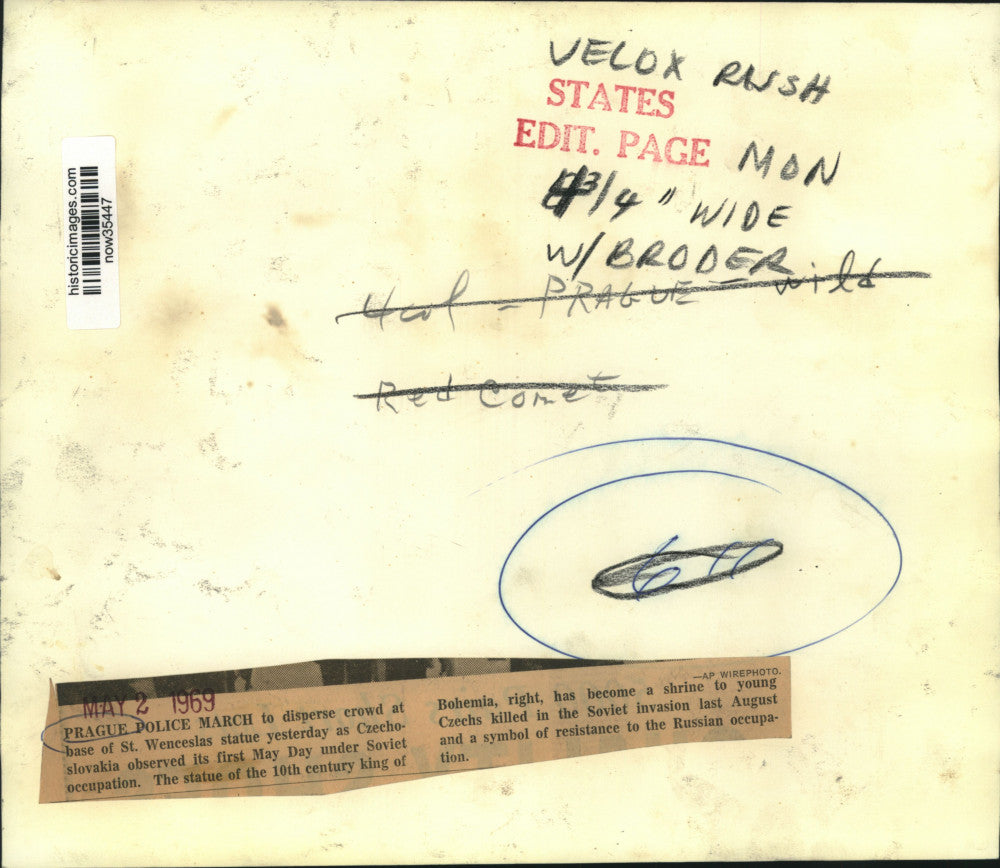 VELOX RUSH
STATES
EDIT. PAGE MON
3/4" WIDE
W/BRODER
4col - PRAGUE - wild
Red Comet
historicimages.com
now35447
6"
MAY 2 1969
—AP WIREPHOTO.
PRAGUE POLICE MARCH to disperse crowd at
base of St. Wenceslas statue yesterday as Czecho-
slovakia observed its first May Day under Soviet
occupation. The statue of the 10th century king of
Bohemia, right, has become a shrine to young
Czechs killed in the Soviet invasion last August
and a symbol of resistance to the Russian occupa-
tion.